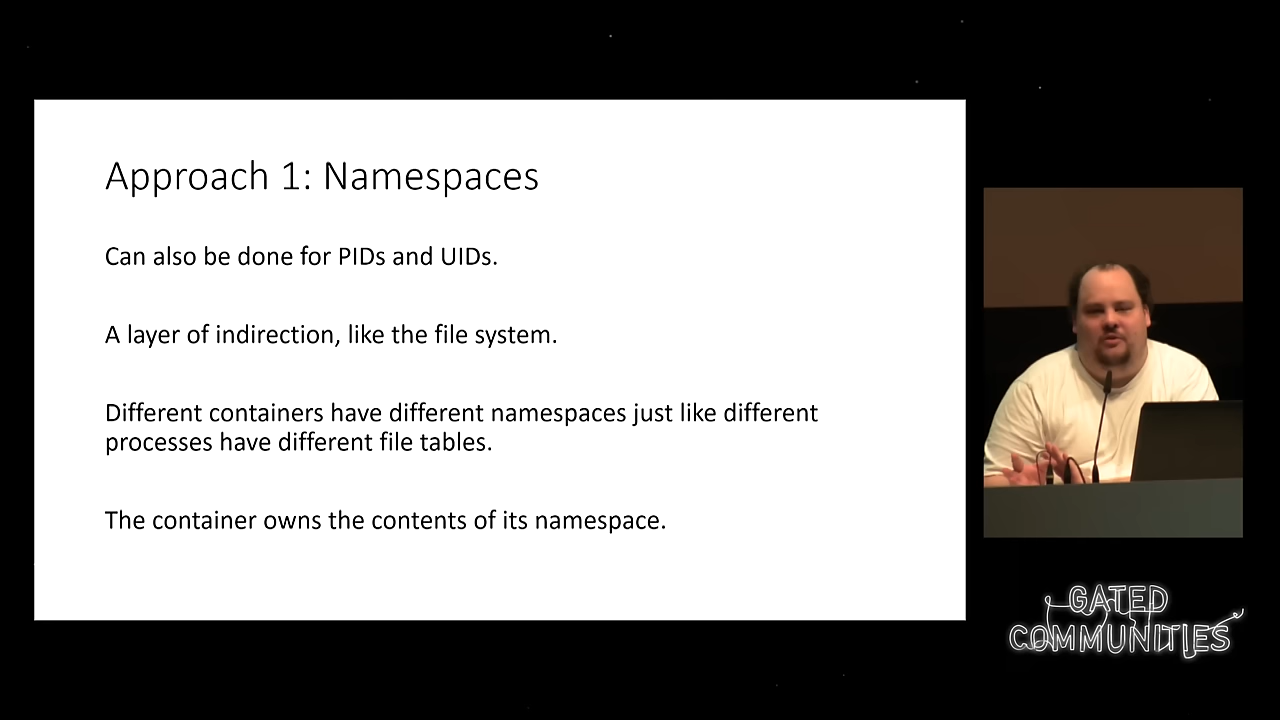 Approach 1: Namespaces
Can also be done for PIDs and UIDs.
A layer of indirection, like the file system.
Different containers have different namespaces just like different
processes have different file tables.
The container owns the contents of its namespace.
GATED
COMMUNITIES